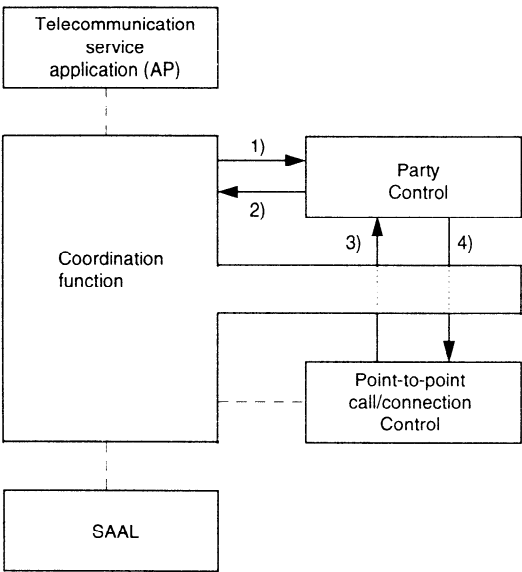 Telecommunication
service
application (AP)
1)
Party
Control
2)
3)
4)
Coordination
function
Point-to-point
call/connection
Control
SAAL